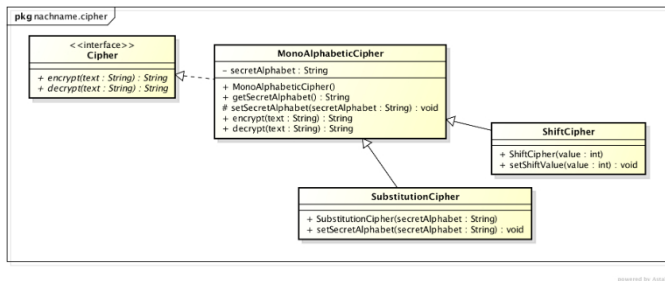 pkg nachname.cipher
<<interface>>
Cipher
+ encrypt(text : String) : String
+ decrypt(text : String) : String
MonoAlphabeticCipher
- secretAlphabet : String
+ MonoAlphabeticCipher()
+ getSecretAlphabet() : String
# setSecretAlphabet(secretAlphabet : String) : void
+ encrypt(text : String) : String
+ decrypt(text : String) : String
ShiftCipher
+ ShiftCipher(value : int)
+ setShiftValue(value : int) : void
SubstitutionCipher
+ SubstitutionCipher(secretAlphabet : String)
+ setSecretAlphabet(secretAlphabet : String) : void
powered by